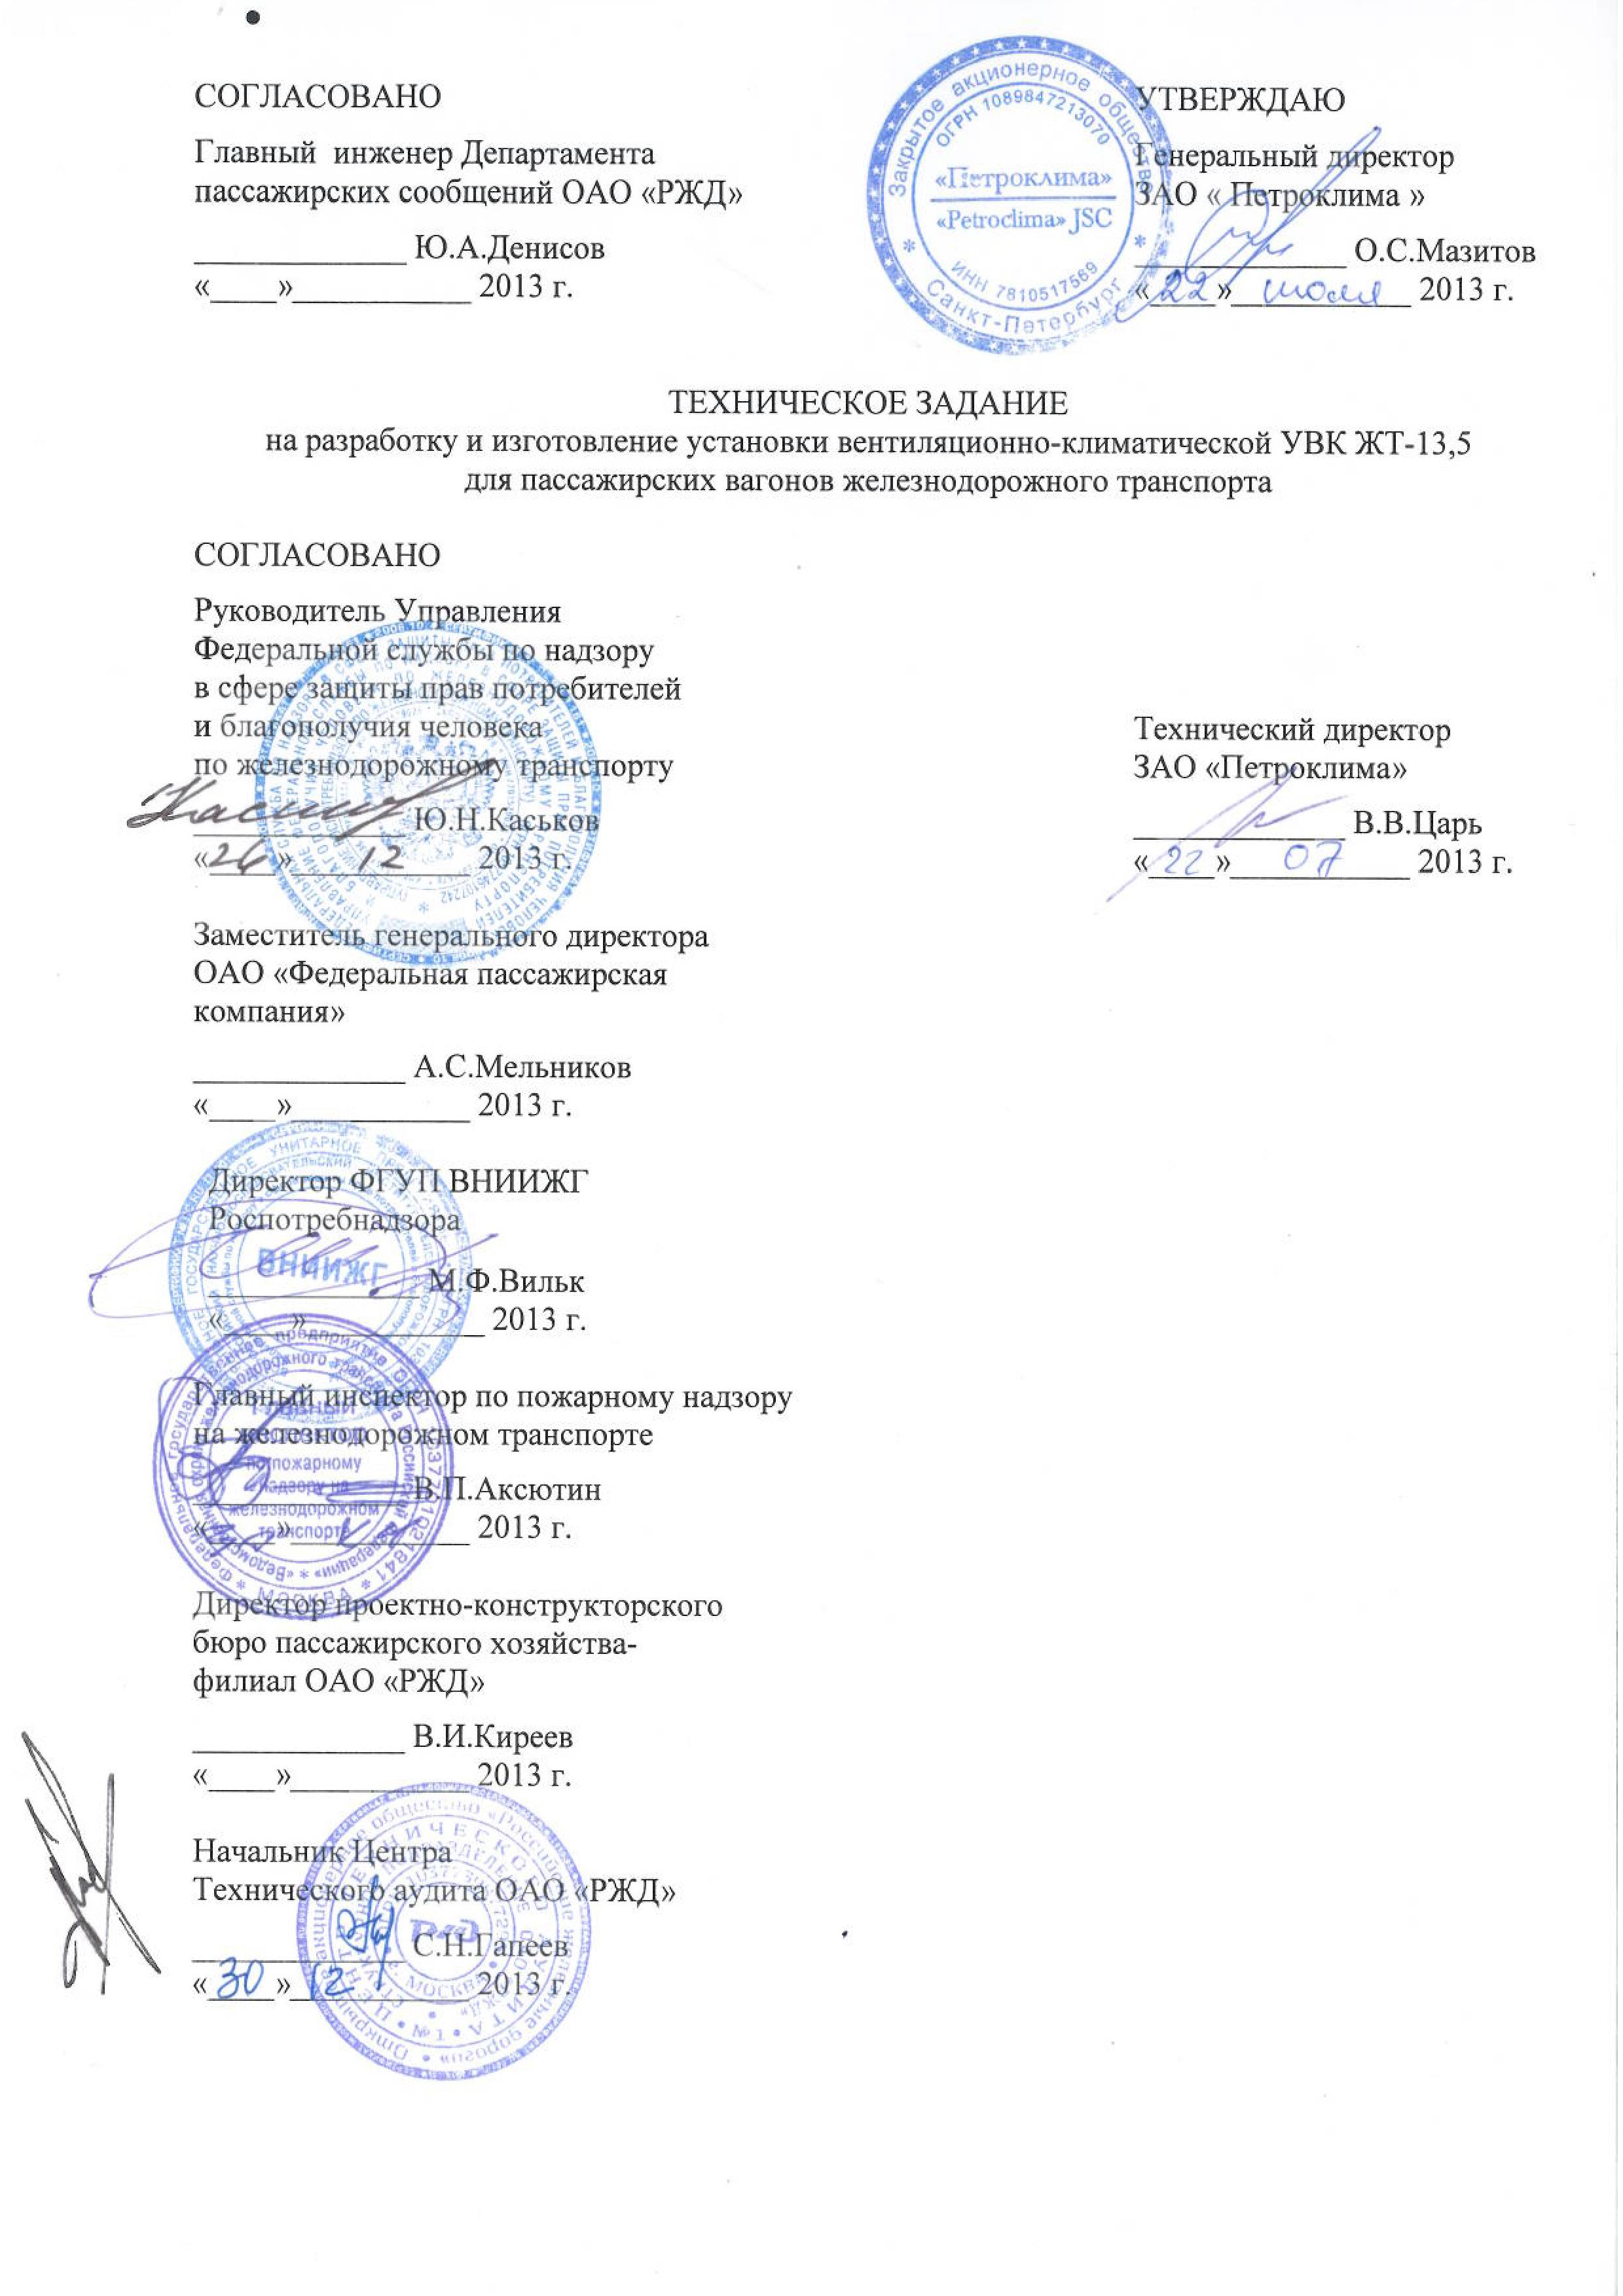 СОГЛАСОВАНО
Главный инженер Департамента
пассажирских сообщений ОАО «РЖД»
_____________ Ю.А.Денисов
«____»___________ 2013 г.
УТВЕРЖДАЮ
Генеральный директор
ЗАО « Петроклима »
_____________ О.С.Мазитов
«22»июля 2013 г.
Закрытое акционерное общество
ОГРН 1089847213070
«Петроклима»
«Petroclima» JSC
ИНН 7810517569
* Санкт-Петербург *
ТЕХНИЧЕСКОЕ ЗАДАНИЕ
на разработку и изготовление установки вентиляционно-климатической УВК ЖТ-13,5
для пассажирских вагонов железнодорожного транспорта
СОГЛАСОВАНО
Руководитель Управления
Федеральной службы по надзору
в сфере защиты прав потребителей
и благополучия человека
по железнодорожному транспорту
_____________ Ю.Н.Каськов
«26» 12 2013 г.
Технический директор
ЗАО «Петроклима»
_____________ В.В.Царь
«22» 07 2013 г.
Заместитель генерального директора
ОАО «Федеральная пассажирская
компания»
_____________ А.С.Мельников
«____»___________ 2013 г.
Директор ФГУП ВНИИЖГ
Роспотребнадзора
ВНИИЖГ
_____________ М.Ф.Вильк
«____»___________ 2013 г.
Главный инспектор по пожарному надзору
на железнодорожном транспорте
_____________ В.П.Аксютин
«____»___________ 2013 г.
ГЛАВНЫЙ
по пожарному
надзору на
железнодорожном
транспорте
* МОСКВА *
Директор проектно-конструкторского
бюро пассажирского хозяйства-
филиал ОАО «РЖД»
_____________ В.И.Киреев
«____»___________ 2013 г.
Начальник Центра
Технического аудита ОАО «РЖД»
_____________ С.Н.Гапеев
«30» 12 2013 г.